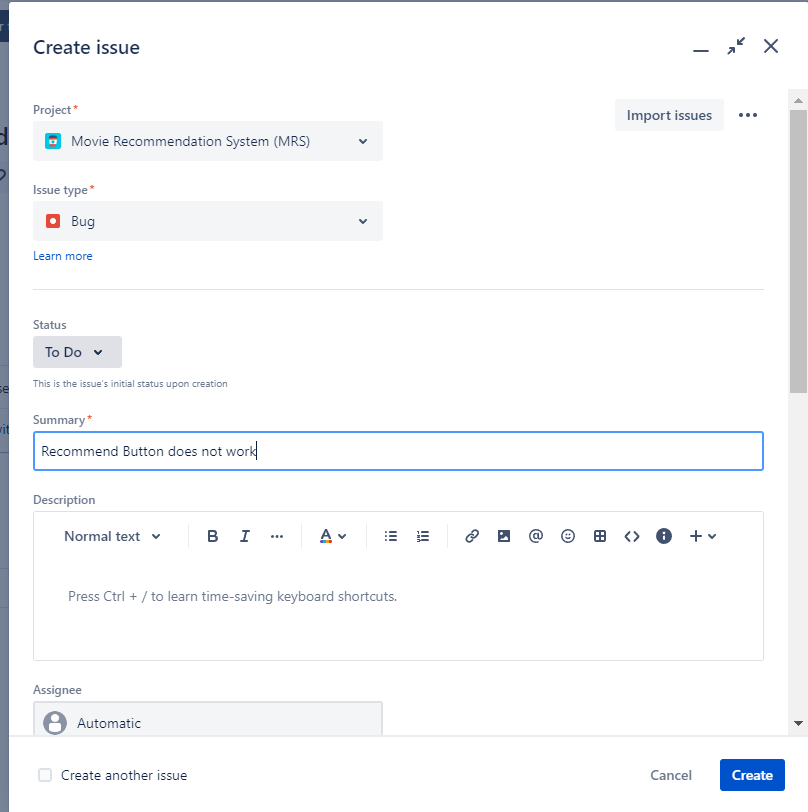 Create issue
Project*
Import issues
Movie Recommendation System (MRS)
Issue type*
Bug
Learn more
Status
To Do
This is the issue's initial status upon creation
Summary*
Recommend Button does not work
Description
Normal text B I A @ <>
Press Ctrl + / to learn time-saving keyboard shortcuts.
Assignee
Automatic
Create another issue
Cancel
Create